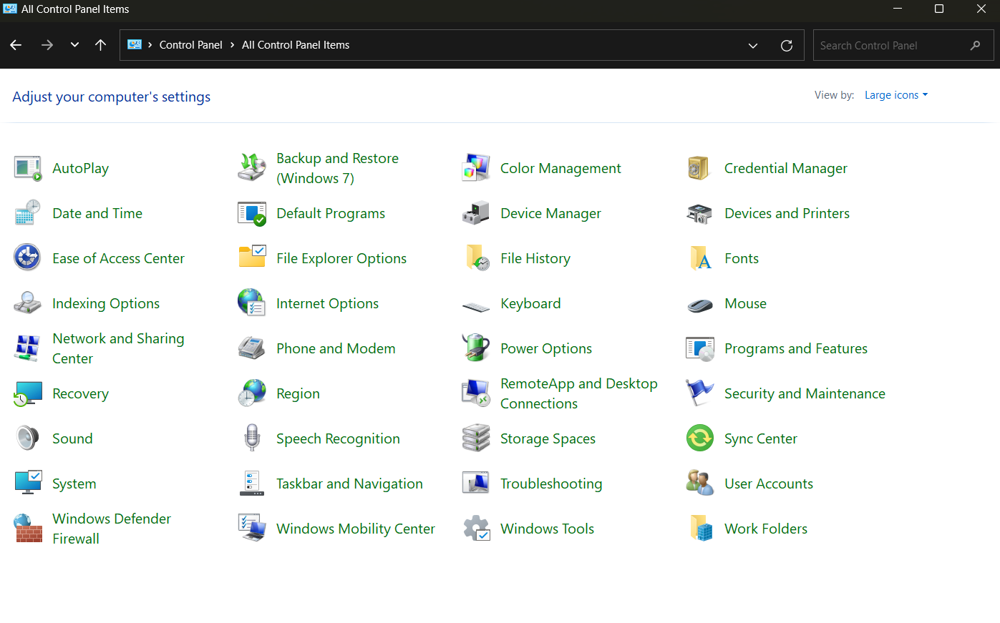 All Control Panel Items
Control Panel › All Control Panel Items
Search Control Panel
Adjust your computer's settings
View by: Large icons
AutoPlay
Backup and Restore
(Windows 7)
Color Management
Credential Manager
Date and Time
Default Programs
Device Manager
Devices and Printers
Ease of Access Center
File Explorer Options
File History
Fonts
Indexing Options
Internet Options
Keyboard
Mouse
Network and Sharing
Center
Phone and Modem
Power Options
Programs and Features
Recovery
Region
RemoteApp and Desktop
Connections
Security and Maintenance
Sound
Speech Recognition
Storage Spaces
Sync Center
System
Taskbar and Navigation
Troubleshooting
User Accounts
Windows Defender
Firewall
Windows Mobility Center
Windows Tools
Work Folders